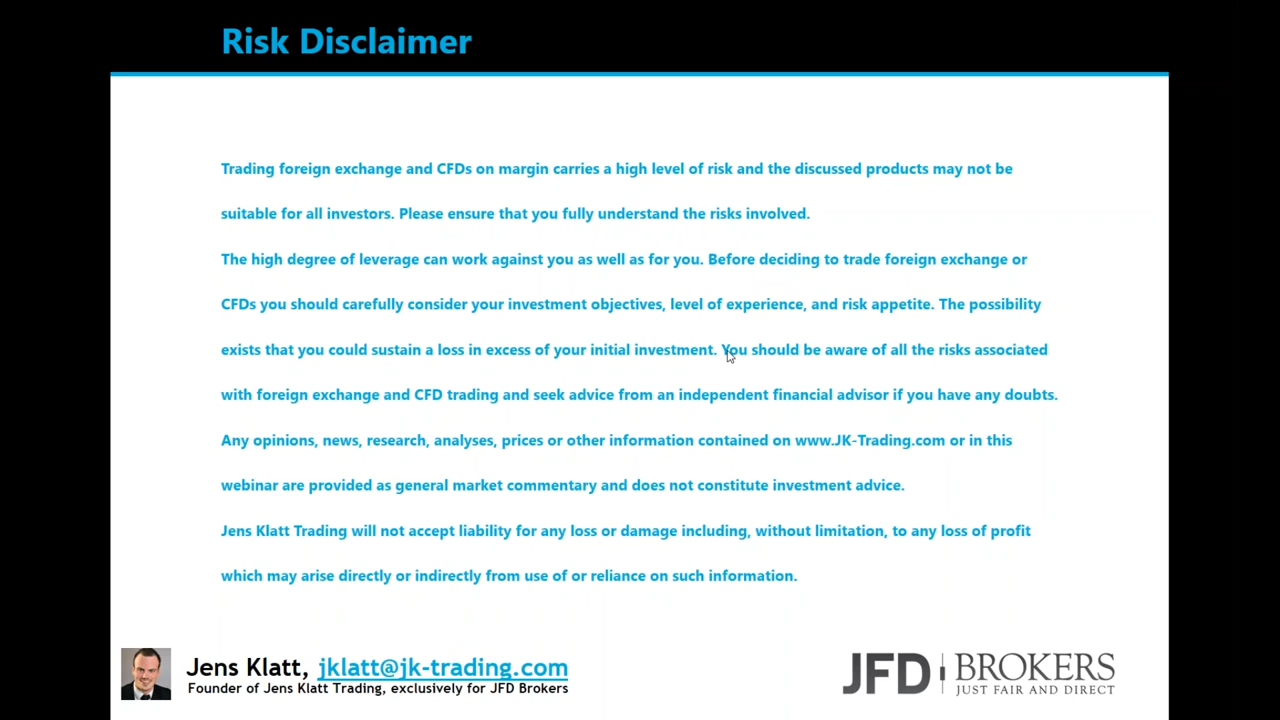 Risk Disclaimer
Trading foreign exchange and CFDs on margin carries a high level of risk and the discussed products may not be
suitable for all investors. Please ensure that you fully understand the risks involved.
The high degree of leverage can work against you as well as for you. Before deciding to trade foreign exchange or
CFDs you should carefully consider your investment objectives, level of experience, and risk appetite. The possibility
exists that you could sustain a loss in excess of your initial investment. You should be aware of all the risks associated
with foreign exchange and CFD trading and seek advice from an independent financial advisor if you have any doubts.
Any opinions, news, research, analyses, prices or other information contained on www.JK-Trading.com or in this
webinar are provided as general market commentary and does not constitute investment advice.
Jens Klatt Trading will not accept liability for any loss or damage including, without limitation, to any loss of profit
which may arise directly or indirectly from use of or reliance on such information.
Jens Klatt, jklatt@jk-trading.com
Founder of Jens Klatt Trading, exclusively for JFD Brokers
JFD BROKERS
JUST FAIR AND DIRECT